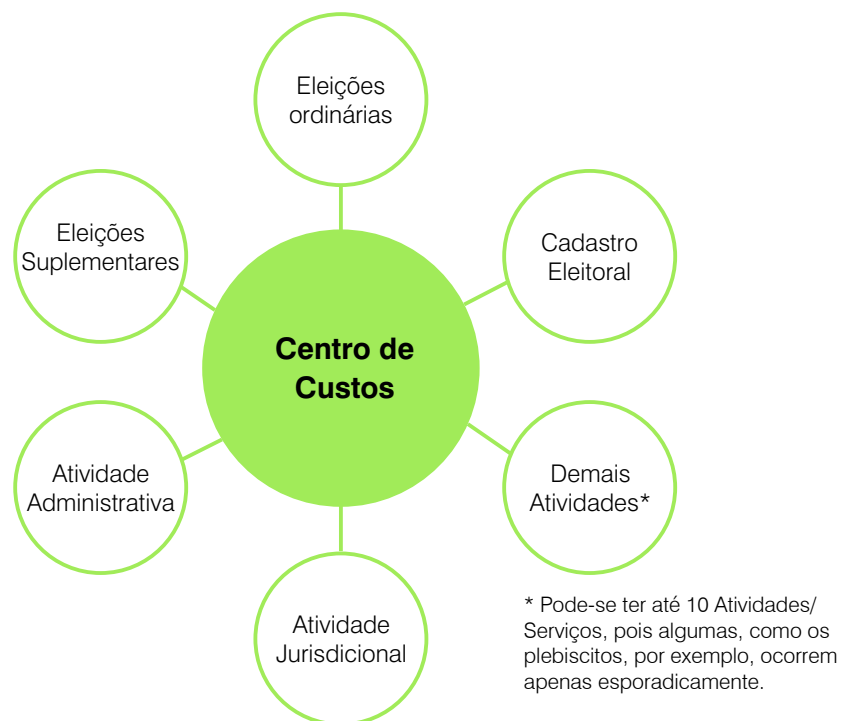 Eleições
ordinárias
Eleições
Suplementares
Cadastro
Eleitoral
Centro de
Custos
Atividade
Administrativa
Demais
Atividades*
Atividade
Jurisdicional
* Pode-se ter até 10 Atividades/
Serviços, pois algumas, como os
plebiscitos, por exemplo, ocorrem
apenas esporadicamente.